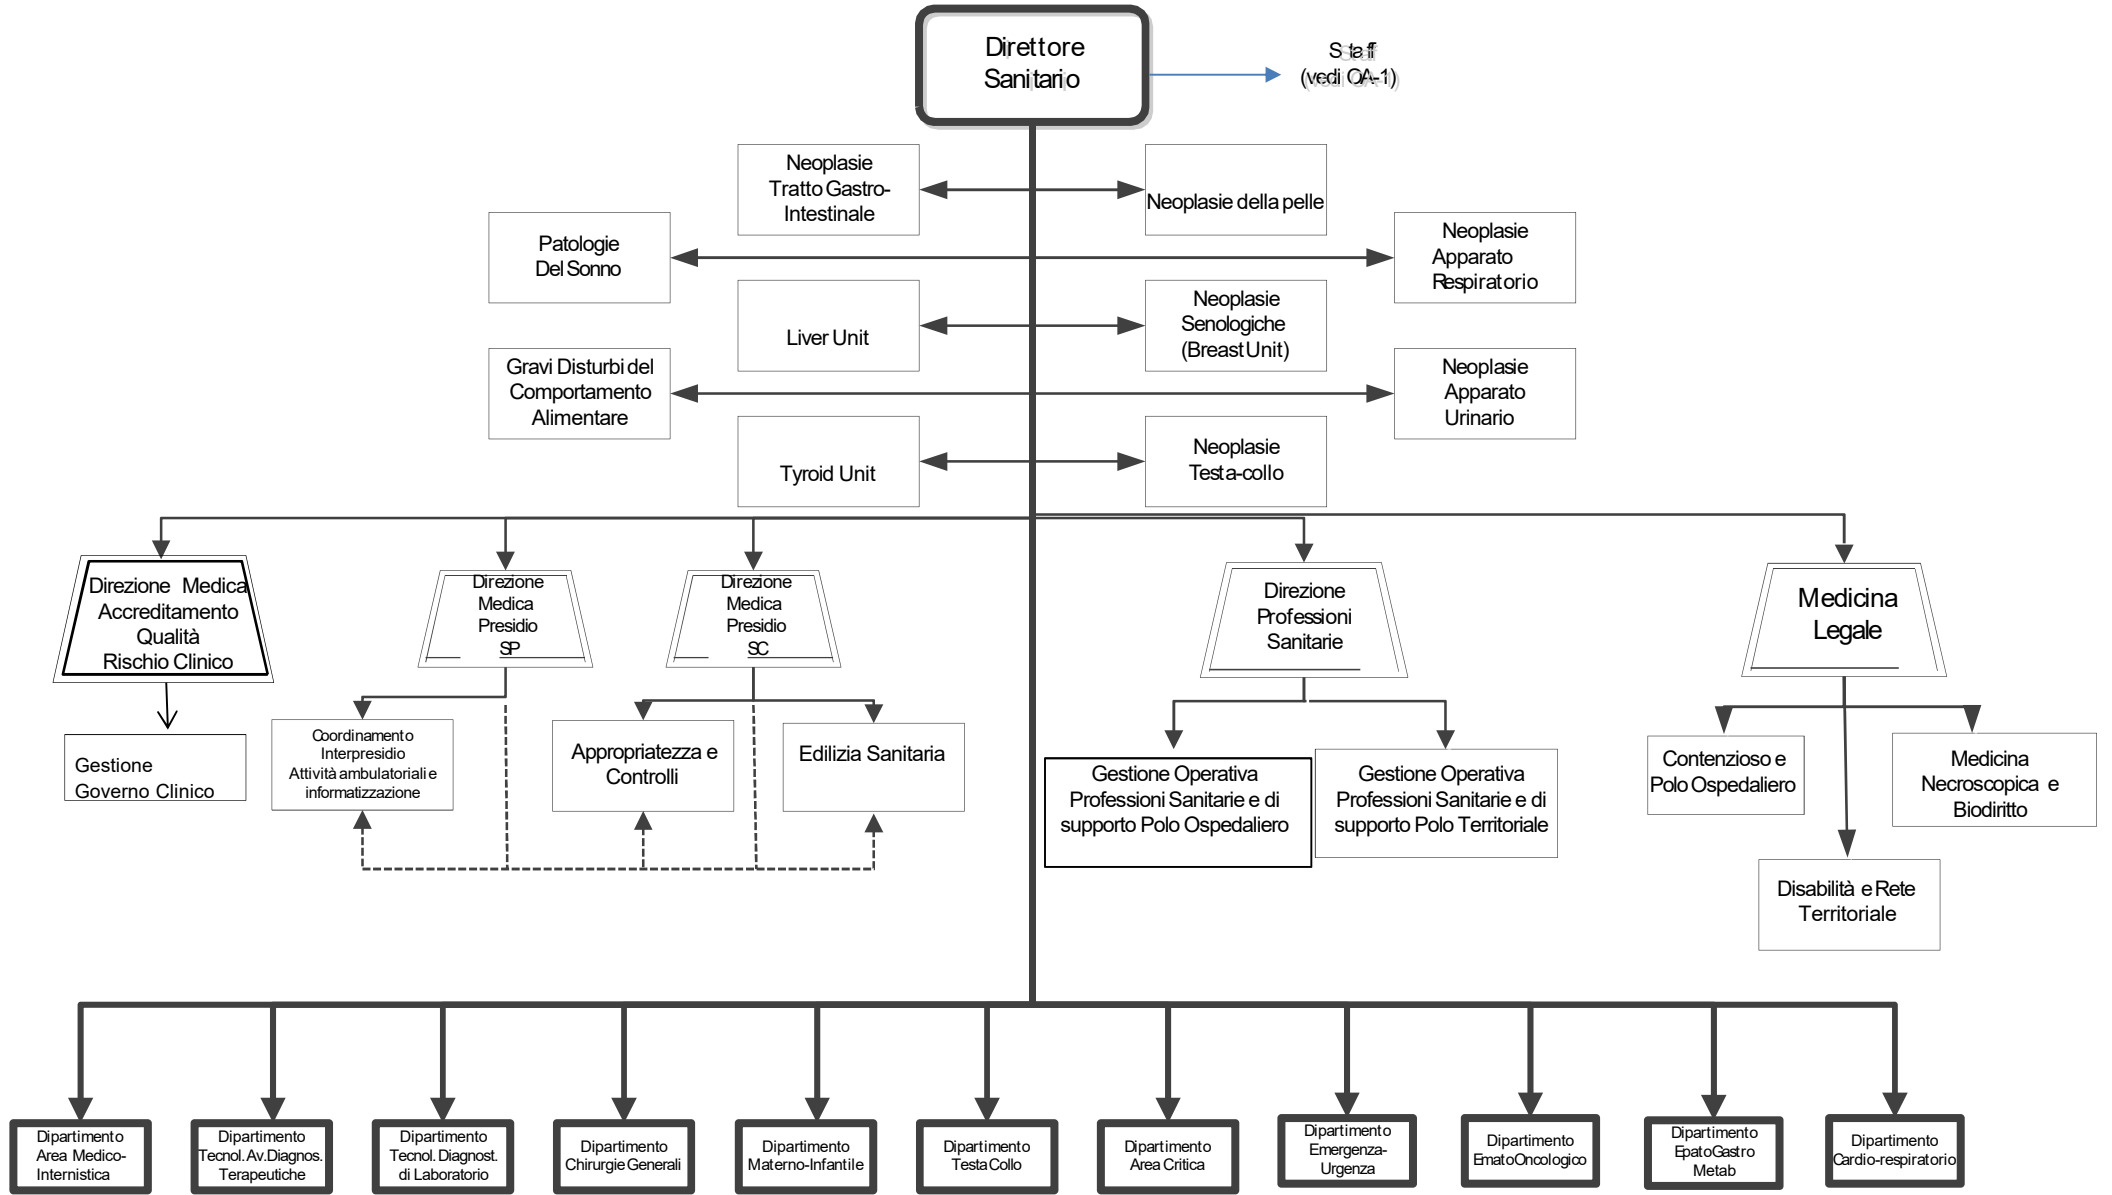 Direttore
Sanitario
Staff
(vedi OA-1)
Neoplasie
Tratto Gastro-
Intestinale
Neoplasie della pelle
Patologie
Del Sonno
Neoplasie
Apparato
Respiratorio
Liver Unit
Neoplasie
Senologiche
(Breast Unit)
Gravi Disturbi del
Comportamento
Alimentare
Neoplasie
Apparato
Urinario
Tyroid Unit
Neoplasie
Testa-collo
Direzione Medica
Accreditamento
Qualità
Rischio Clinico
Direzione
Medica
Presidio
SP
Direzione
Medica
Presidio
SC
Direzione
Professioni
Sanitarie
Medicina
Legale
Gestione
Governo Clinico
Coordinamento
Interpresidio
Attività ambulatoriali e
informatizzazione
Appropriatezza e
Controlli
Edilizia Sanitaria
Gestione Operativa
Professioni Sanitarie e di
supporto Polo Ospedaliero
Gestione Operativa
Professioni Sanitarie e di
supporto Polo Territoriale
Contenzioso e
Polo Ospedaliero
Medicina
Necroscopica e
Biodiritto
Disabilità e Rete
Territoriale
Dipartimento
Area Medico-
Internistica
Dipartimento
Tecnol. Av.Diagnos.
Terapeutiche
Dipartimento
Tecnol. Diagnost.
di Laboratorio
Dipartimento
Chirurgie Generali
Dipartimento
Materno-Infantile
Dipartimento
Testa Collo
Dipartimento
Area Critica
Dipartimento
Emergenza-
Urgenza
Dipartimento
EmatoOncologico
Dipartimento
EpatoGastro
Metab
Dipartimento
Cardio-respiratorio